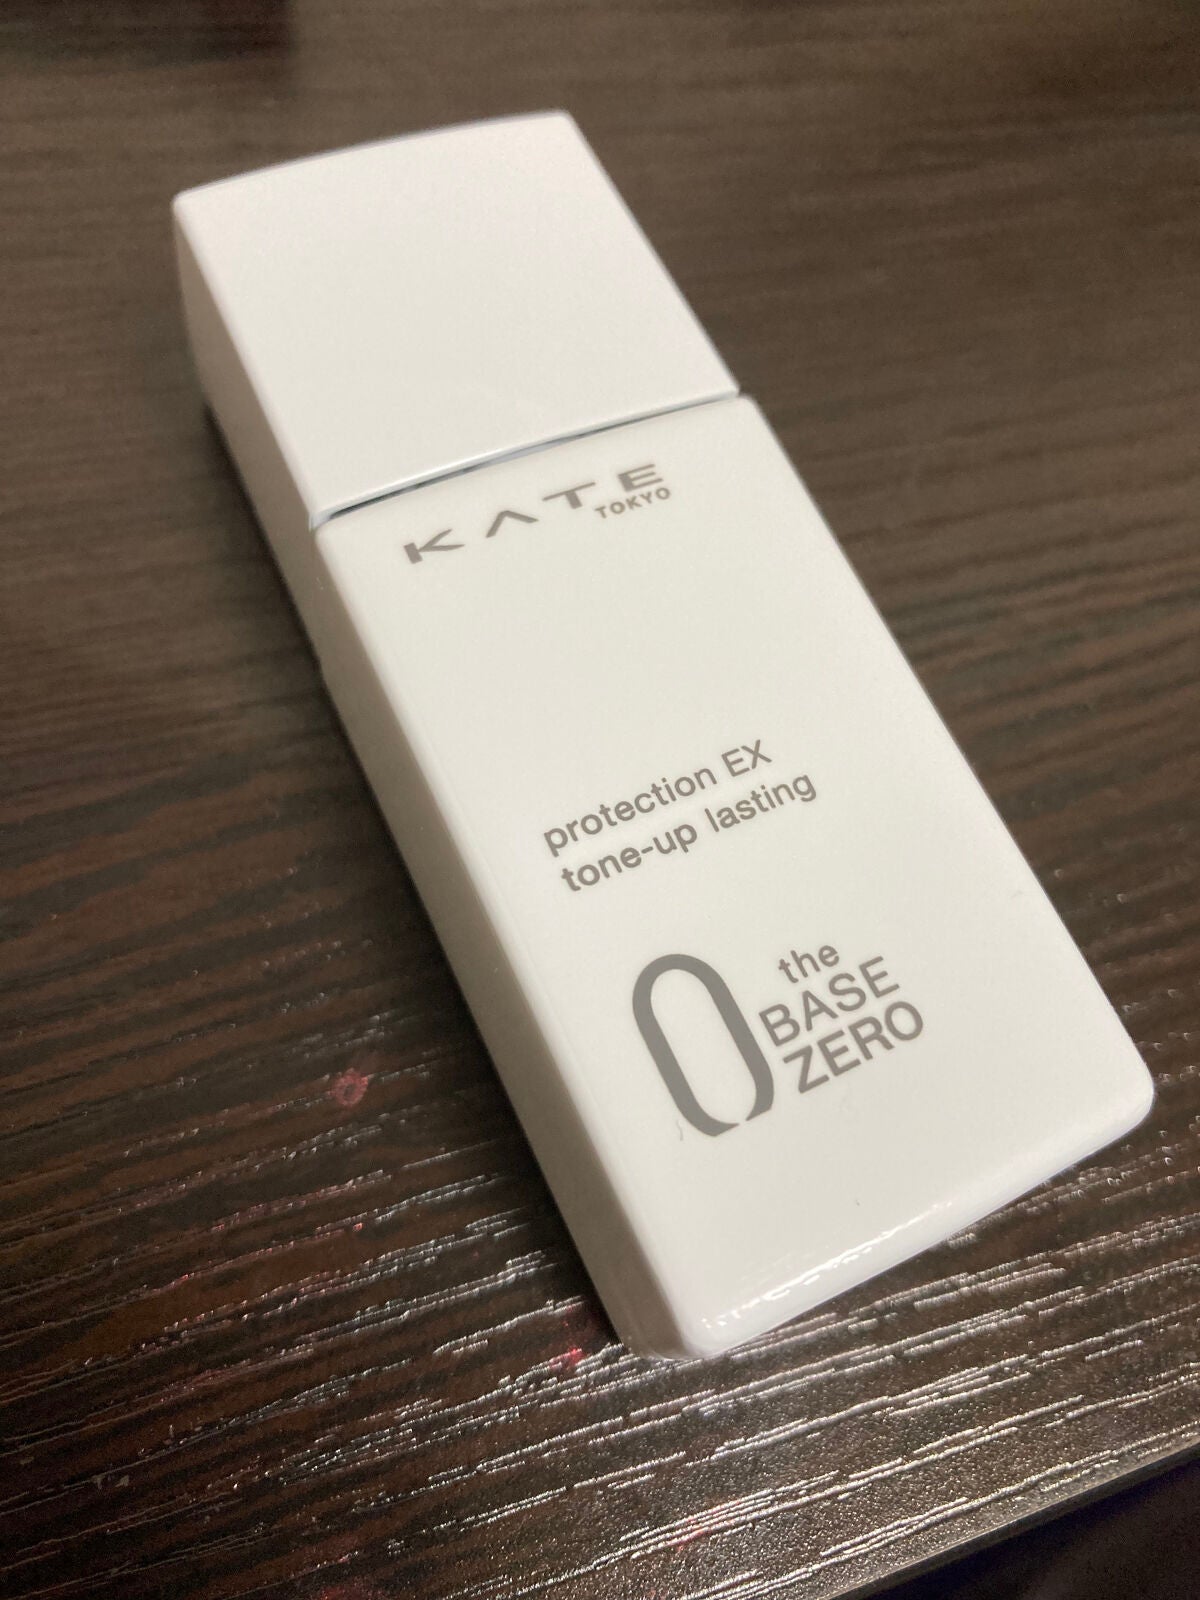 KATE
TOKYO
protection EX
tone-up lasting
0
the
BASE
ZERO